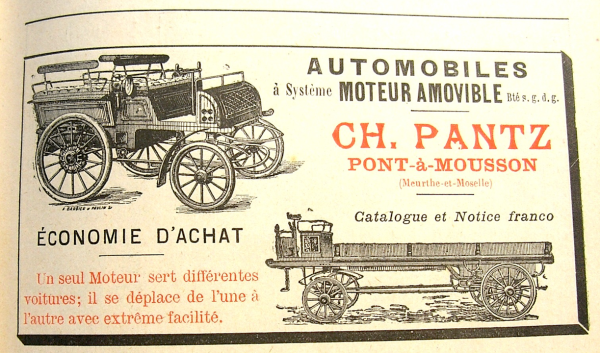 AUTOMOBILES
à Système MOTEUR AMOVIBLE Bté s. g. d. g.
CH. PANTZ
PONT-à-MOUSSON
(Meurthe-et-Moselle)
Catalogue et Notice franco
ÉCONOMIE D'ACHAT
Un seul Moteur sert différentes
voitures; il se déplace de l'une à
l'autre avec extrême facilité.